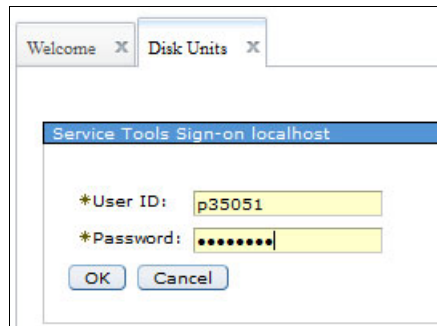 Welcome X Disk Units X
Service Tools Sign-on localhost
*User ID: p35051
*Password: ••••••••
OK Cancel